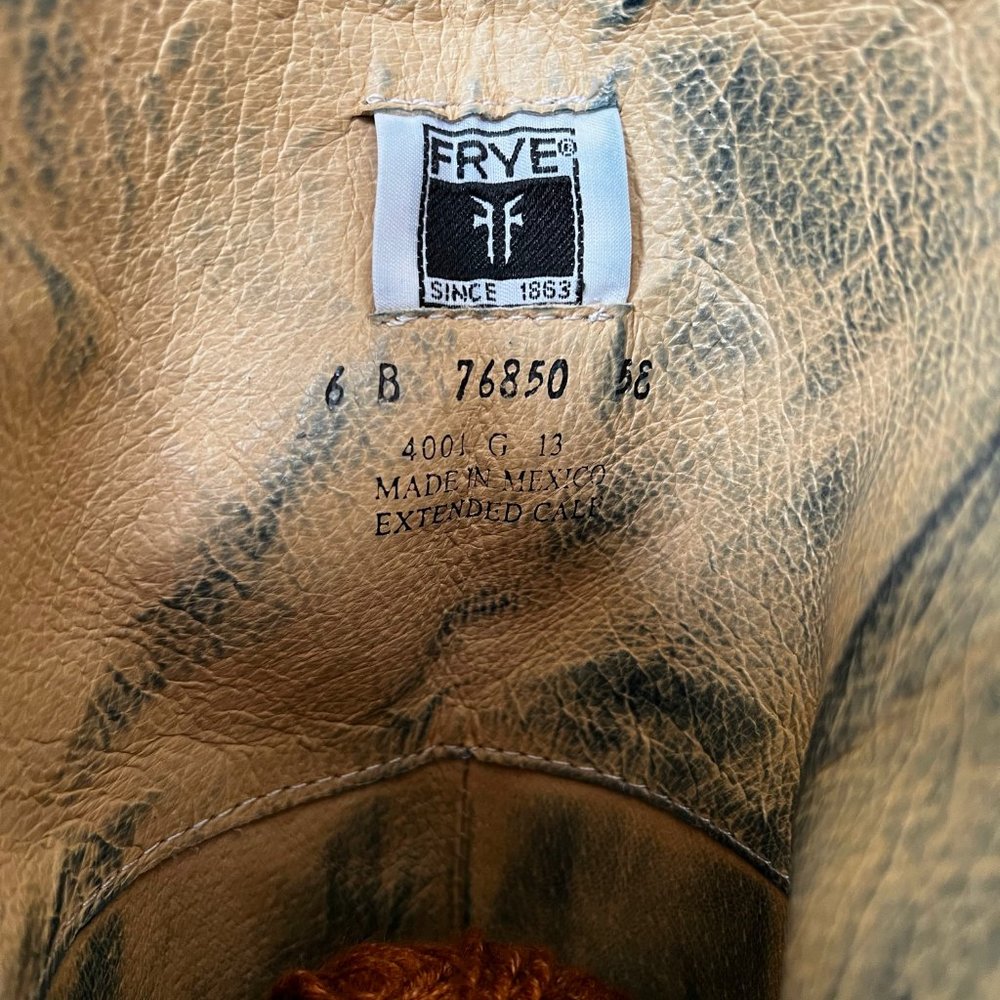 FRYE®
SINCE 1863
6 B 76850 58
4001 G 13
MADE IN MEXICO
EXTENDED CALF